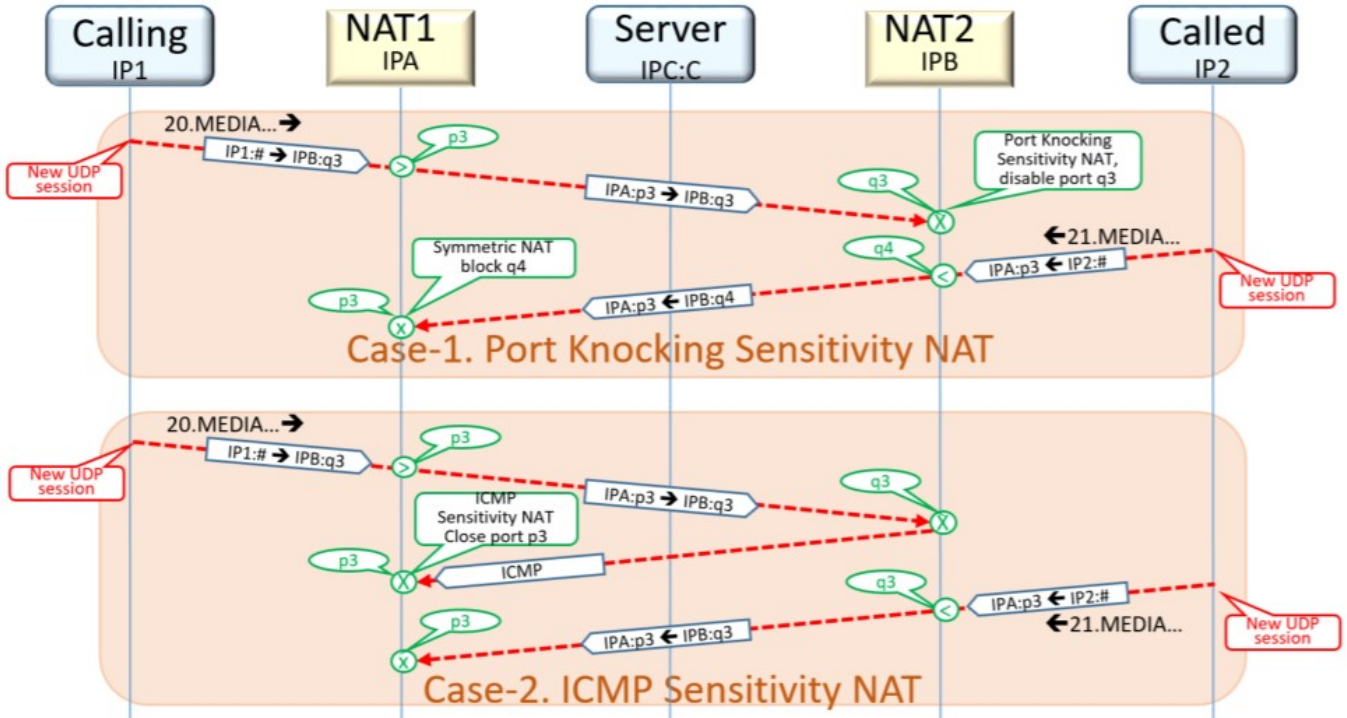 Calling
IP1
NAT1
IPA
Server
IPC:C
NAT2
IPB
Called
IP2
20.MEDIA...➔
New UDP
session
IP1:# ➔ IPB:q3
p3
>
IPA:p3 ➔ IPB:q3
q3
X
Port Knocking
Sensitivity NAT,
disable port q3
🡰21.MEDIA...
New UDP
session
IPA:p3 🡰 IP2:#
q4
<
IPA:p3 🡰 IPB:q4
Symmetric NAT
block q4
p3
x
Case-1. Port Knocking Sensitivity NAT
20.MEDIA...➔
New UDP
session
IP1:# ➔ IPB:q3
p3
>
IPA:p3 ➔ IPB:q3
q3
X
ICMP
Sensitivity NAT
Close port p3
ICMP
p3
X
IPA:p3 🡰 IP2:#
🡰21.MEDIA...
New UDP
session
q3
<
IPA:p3 🡰 IPB:q3
p3
x
Case-2. ICMP Sensitivity NAT